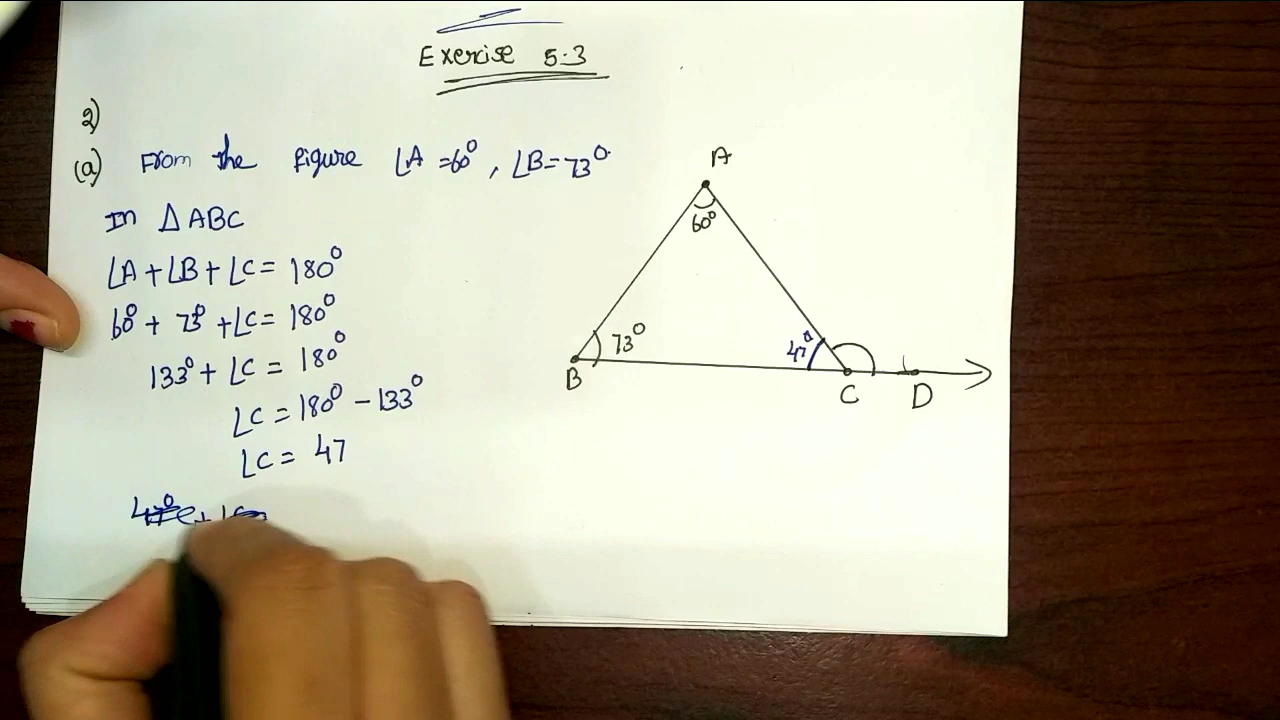 Exercise 5.3
2)
(a) From the figure ∠A = 60°, ∠B = 73°
In △ABC
∠A + ∠B + ∠C = 180°
60° + 73° + ∠C = 180°
133° + ∠C = 180°
∠C = 180° - 133°
∠C = 47
A
60°
73°
47°
B
C
D